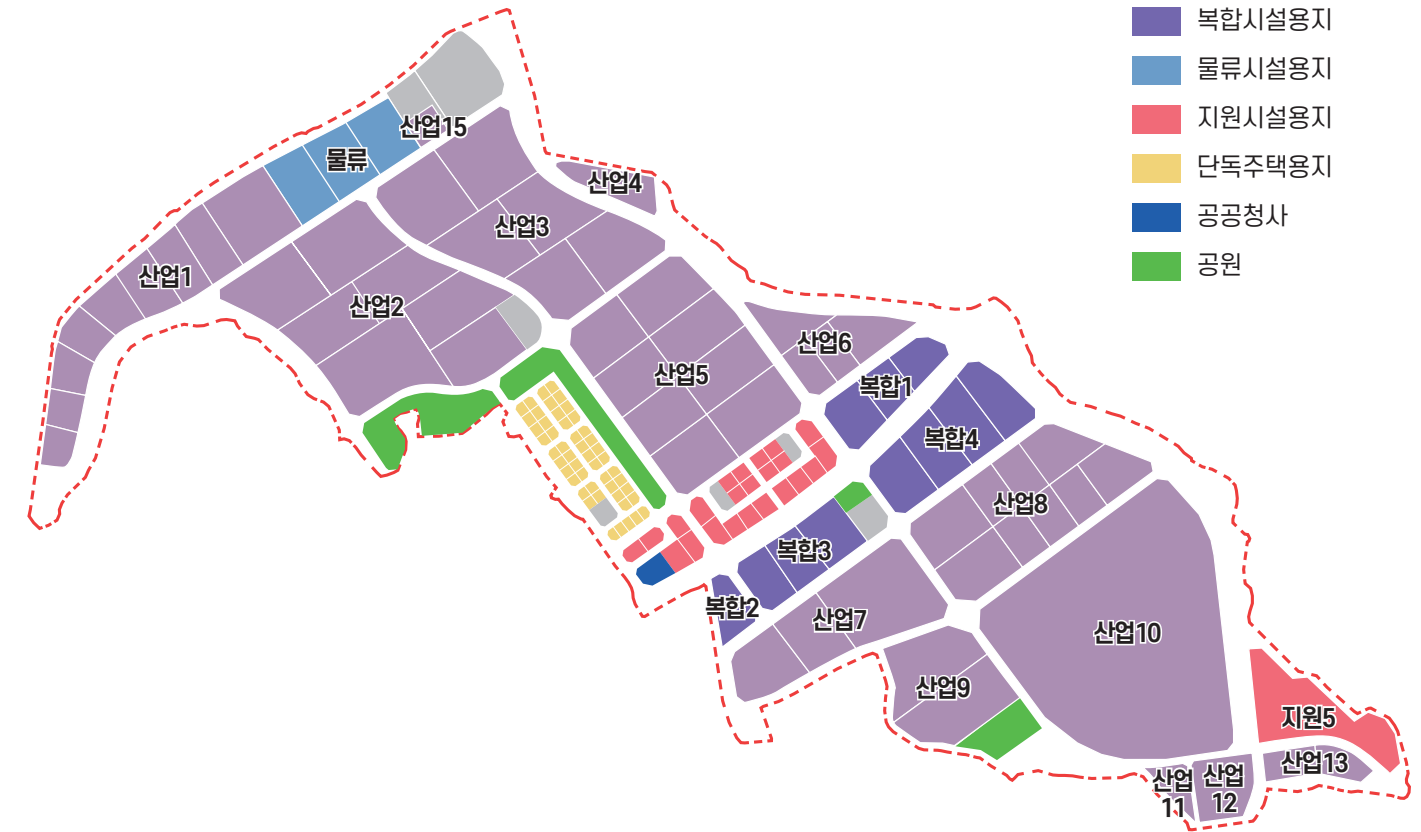 복합시설용지
물류시설용지
지원시설용지
단독주택용지
공공청사
공원
산업15
물류
산업4
산업3
산업1
산업2
산업6
산업5
복합1
복합4
산업8
복합3
복합2
산업7
산업10
산업9
지원5
산업13
산업
11
산업
12